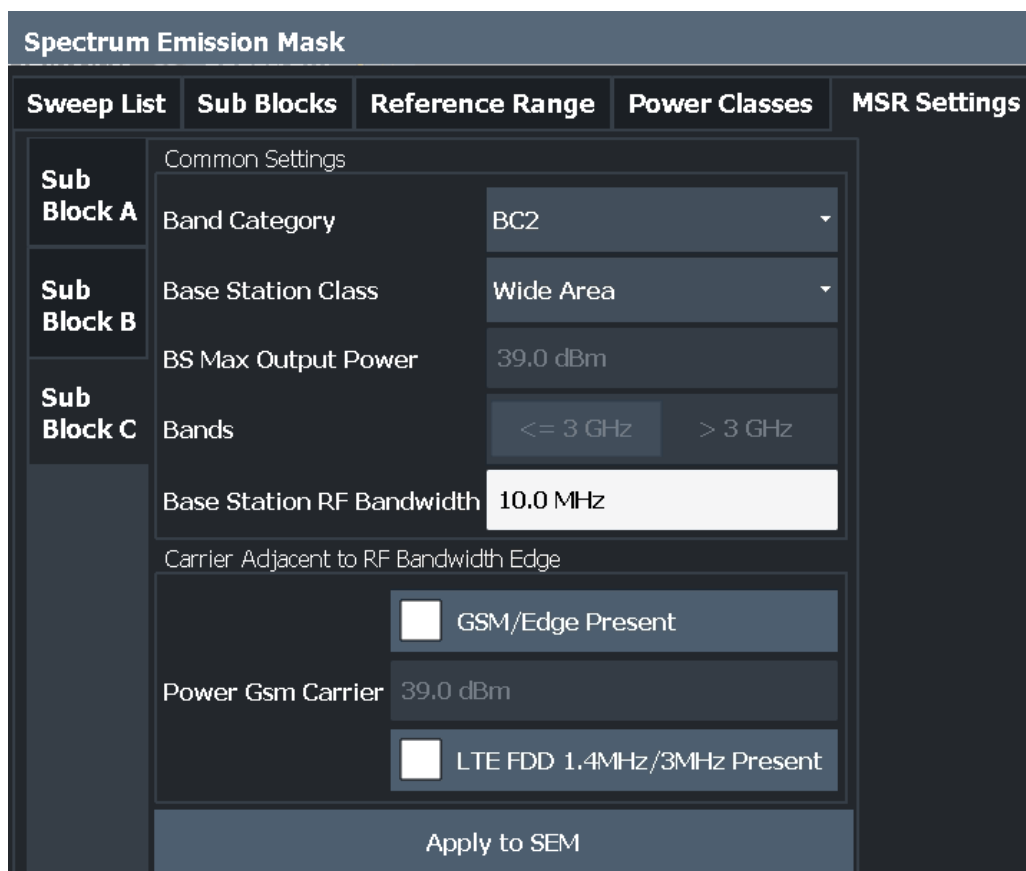 Spectrum Emission Mask
Sweep List Sub Blocks Reference Range Power Classes MSR Settings
Sub
Block A
Sub
Block B
Sub
Block C
Common Settings
Band Category BC2
Base Station Class Wide Area
BS Max Output Power 39.0 dBm
Bands <= 3 GHz > 3 GHz
Base Station RF Bandwidth 10.0 MHz
Carrier Adjacent to RF Bandwidth Edge
GSM/Edge Present
Power Gsm Carrier 39.0 dBm
LTE FDD 1.4MHz/3MHz Present
Apply to SEM